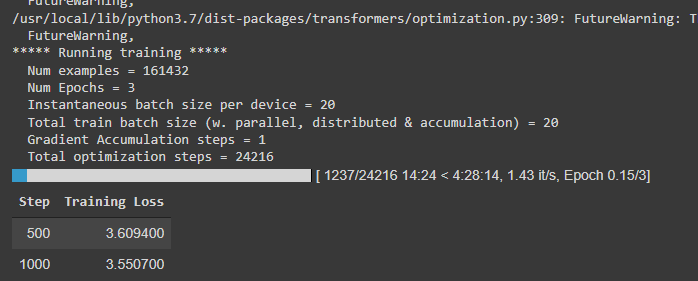 FutureWarning,
/usr/local/lib/python3.7/dist-packages/transformers/optimization.py:309: FutureWarning: T
FutureWarning,
***** Running training *****
Num examples = 161432
Num Epochs = 3
Instantaneous batch size per device = 20
Total train batch size (w. parallel, distributed & accumulation) = 20
Gradient Accumulation steps = 1
Total optimization steps = 24216
[ 1237/24216 14:24 < 4:28:14, 1.43 it/s, Epoch 0.15/3]
Step Training Loss
500 3.609400
1000 3.550700